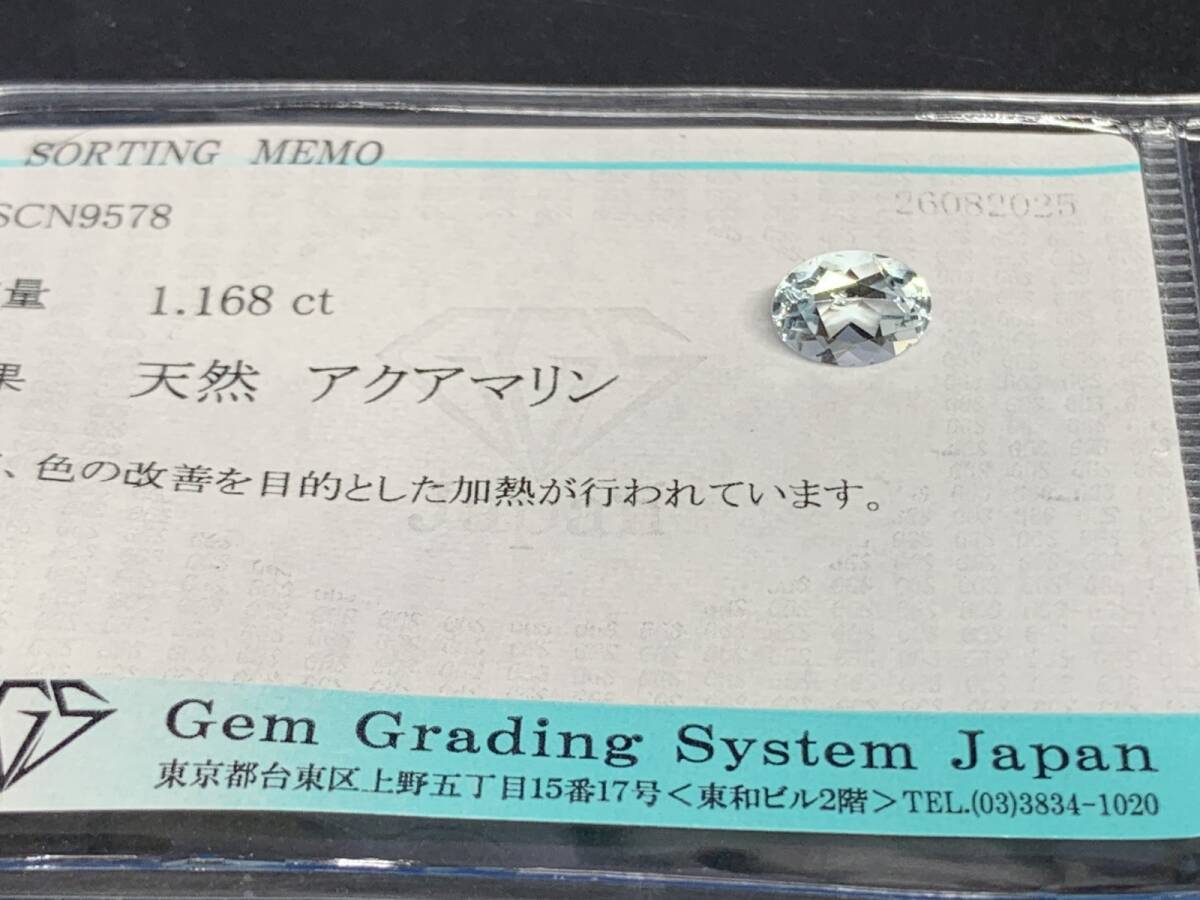 SORTING MEMO
SCN9578
26082025
量 1.168 ct
果 天然 アクアマリン
、色の改善を目的とした加熱が行われています。
Japan
GS
Gem Grading System Japan
東京都台東区上野五丁目15番17号<東和ビル2階>TEL.(03)3834-1020